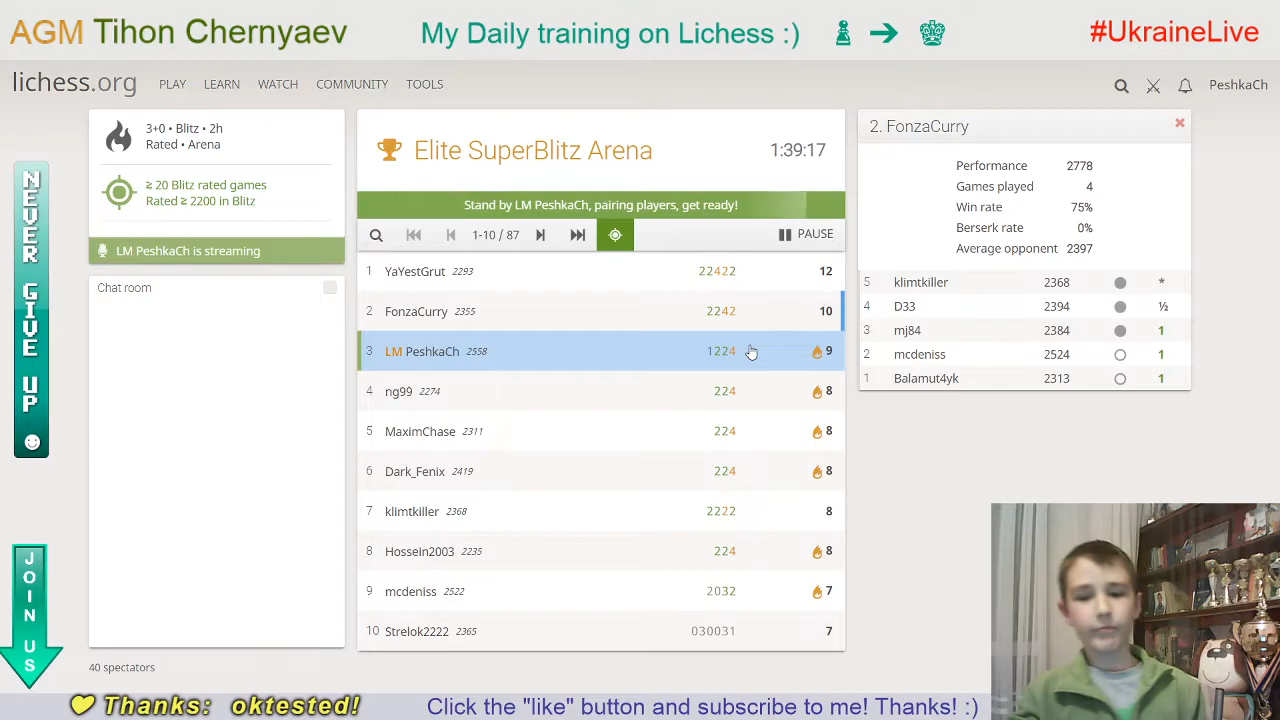 AGM Tihon Chernyaev
My Daily training on Lichess :)
#UkraineLive
lichess.org
PLAY
LEARN
WATCH
COMMUNITY
TOOLS
PeshkaCh
NEVER GIVE UP
JOIN US
3+0 • Blitz • 2h
Rated • Arena
≥ 20 Blitz rated games
Rated ≥ 2200 in Blitz
LM PeshkaCh is streaming
Chat room
40 spectators
Elite SuperBlitz Arena
1:39:17
Stand by LM PeshkaCh, pairing players, get ready!
1-10 / 87
PAUSE
1 YaYestGrut 2293 22422 12
2 FonzaCurry 2355 2242 10
3 LM PeshkaCh 2558 1224 9
4 ng99 2274 224 8
5 MaximChase 2311 224 8
6 Dark_Fenix 2419 224 8
7 klimtkiller 2368 2222 8
8 Hossein2003 2235 224 8
9 mcdeniss 2522 2032 7
10 Strelok2222 2365 030031 7
2. FonzaCurry
Performance 2778
Games played 4
Win rate 75%
Berserk rate 0%
Average opponent 2397
5 klimtkiller 2368 *
4 D33 2394 ½
3 mj84 2384 1
2 mcdeniss 2524 1
1 Balamut4yk 2313 1
Thanks: oktested!
Click the "like" button and subscribe to me! Thanks! :)